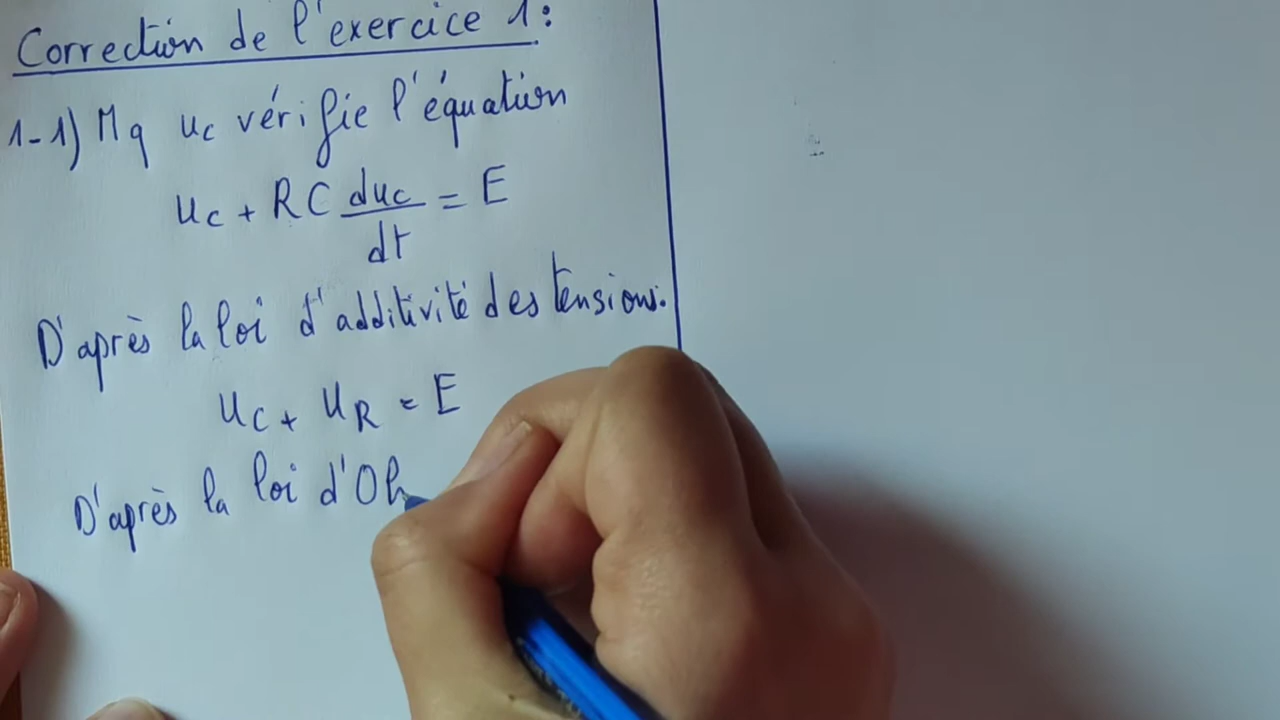 Correction de l'exercice 1:
1-1) Mq uc vérifie l'équation
uc + RC duc/dt = E
D'après la loi d'additivité des tensions.
uC + uR = E
D'après la loi d'Oh